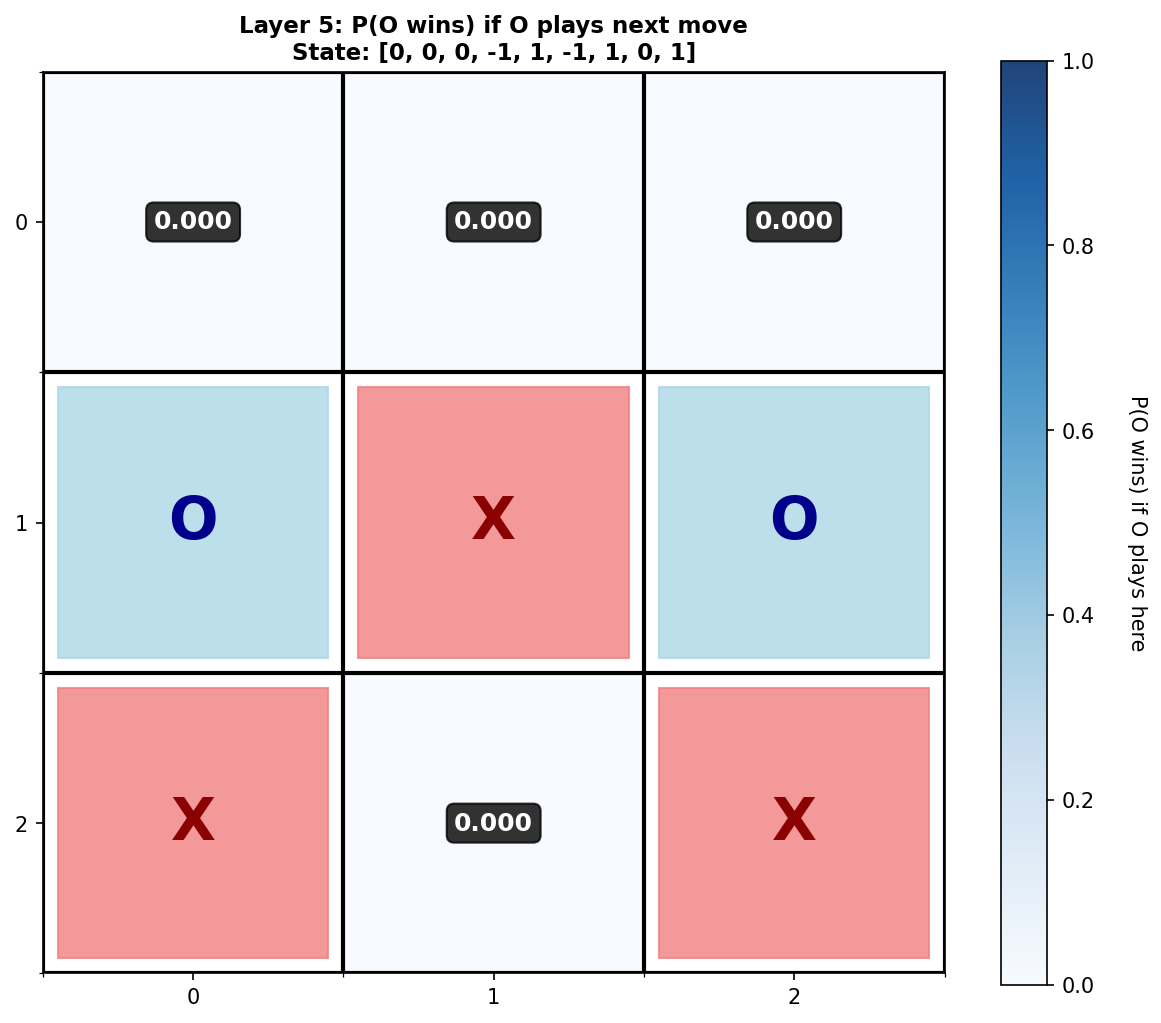 Layer 5: P(O wins) if O plays next move
State: [0, 0, 0, -1, 1, -1, 1, 0, 1]
0
0.000
0.000
0.000
1
O
X
O
2
X
0.000
X
0
1
2
1.0
0.8
0.6
0.4
0.2
0.0
P(O wins) if O plays here